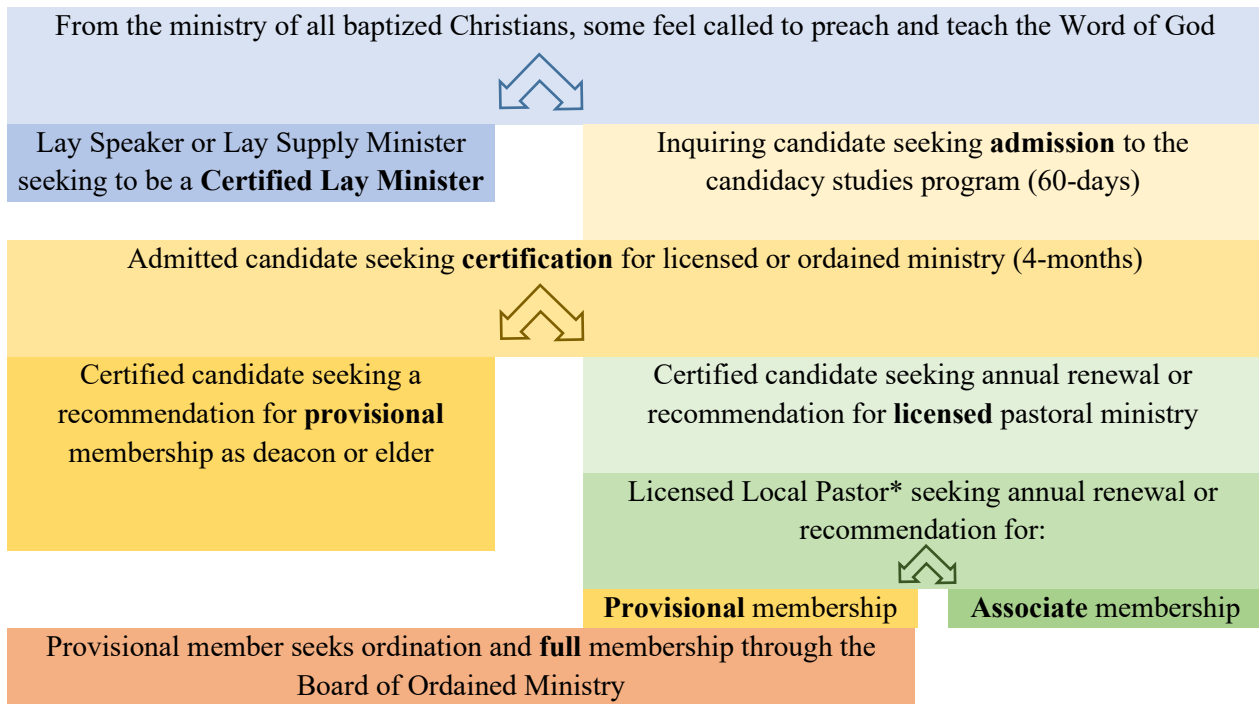 From the ministry of all baptized Christians, some feel called to preach and teach the Word of God
Lay Speaker or Lay Supply Minister
seeking to be a Certified Lay Minister
Inquiring candidate seeking admission to the
candidacy studies program (60-days)
Admitted candidate seeking certification for licensed or ordained ministry (4-months)
Certified candidate seeking a
recommendation for provisional
membership as deacon or elder
Certified candidate seeking annual renewal or
recommendation for licensed pastoral ministry
Licensed Local Pastor* seeking annual renewal or
recommendation for:
Provisional membership
Associate membership
Provisional member seeks ordination and full membership through the
Board of Ordained Ministry